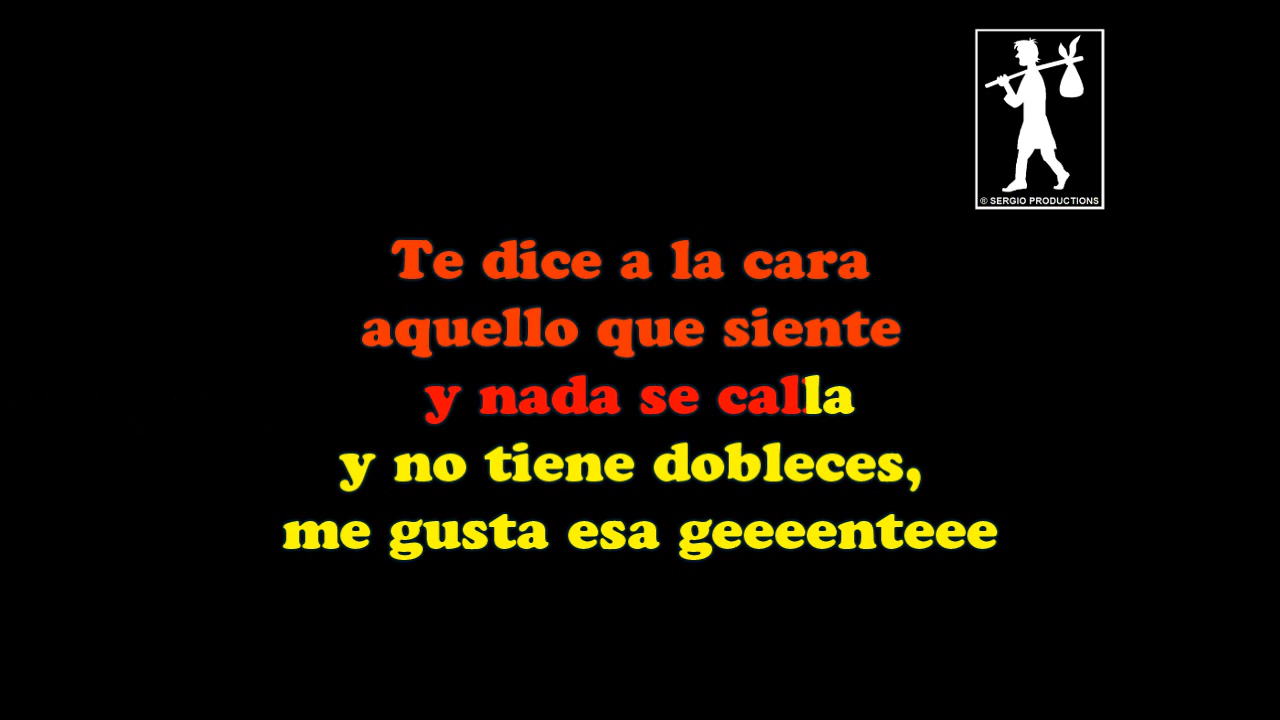 ® SERGIO PRODUCTIONS
Te dice a la cara
aquello que siente
y nada se calla
y no tiene dobleces,
me gusta esa geeeenteee